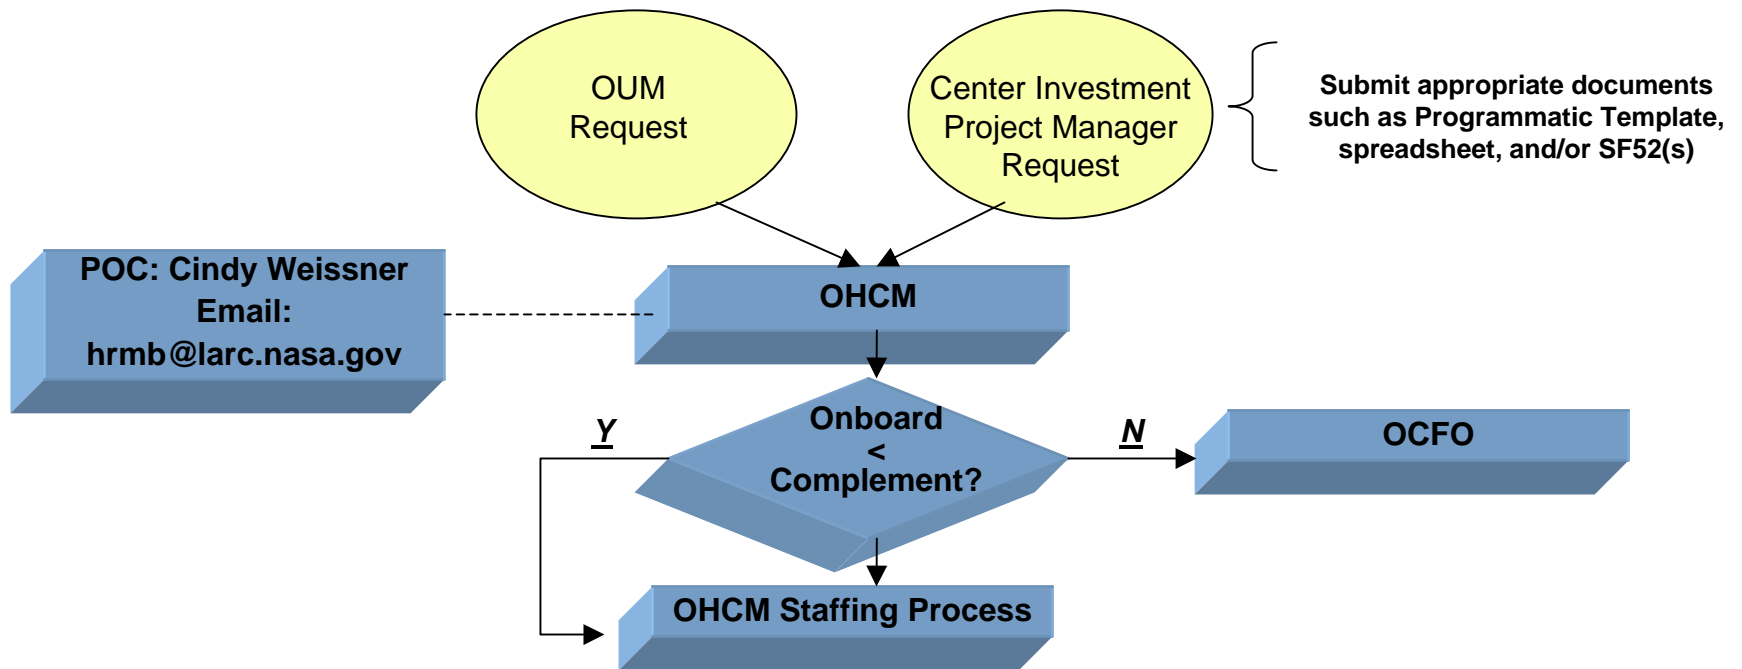 OUM
Request
Center Investment
Project Manager
Request
Submit appropriate documents
such as Programmatic Template,
spreadsheet, and/or SF52(s)
POC: Cindy Weissner
Email:
hrmb@larc.nasa.gov
OHCM
Onboard
<
Complement?
Y
N
OCFO
OHCM Staffing Process